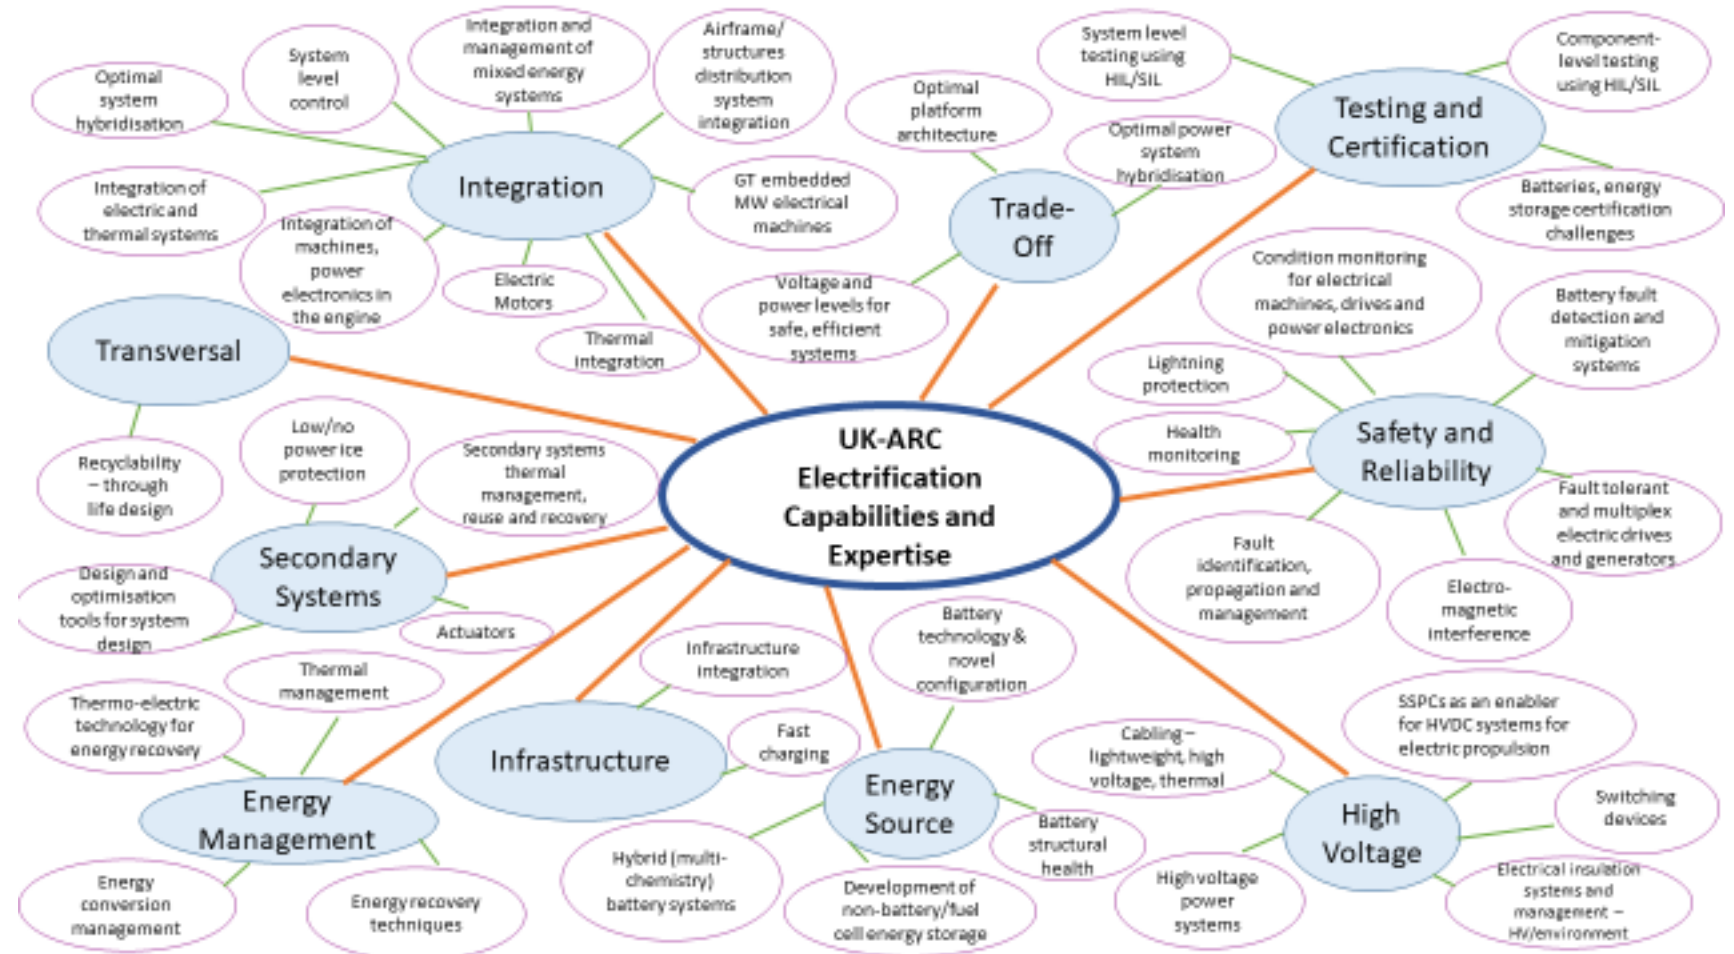 Optimal
system
hybridisation
System
level
control
Integration and
management of
mixed energy
systems
Airframe/
structures
distribution
system
integration
Integration of
electric and
thermal systems
Integration
GT embedded
MW electrical
machines
Integration of
machines,
power
electronics in
the engine
Electric
Motors
Thermal
integration
Optimal
platform
architecture
Optimal power
system
hybridisation
Trade-
Off
Voltage and
power levels for
safe, efficient
systems
System level
testing using
HIL/SIL
Component-
level testing
using HIL/SIL
Testing and
Certification
Batteries, energy
storage certification
challenges
Condition monitoring
for electrical
machines, drives and
power electronics
Battery fault
detection and
mitigation
systems
Lightning
protection
Health
monitoring
Safety and
Reliability
Fault tolerant
and multiplex
electric drives
and generators
Fault
identification,
propagation and
management
Electro-
magnetic
interference
Transversal
Recyclability
– through
life design
UK-ARC
Electrification
Capabilities and
Expertise
Low/no
power ice
protection
Secondary systems
thermal
management,
reuse and recovery
Secondary
Systems
Design and
optimisation
tools for system
design
Actuators
Thermal
management
Thermo-electric
technology for
energy recovery
Energy
Management
Energy
conversion
management
Energy recovery
techniques
Infrastructure
integration
Infrastructure
Fast
charging
Battery
technology &
novel
configuration
Energy
Source
Battery
structural
health
Hybrid (multi-
chemistry)
battery systems
Development of
non-battery/fuel
cell energy storage
SSPCs as an enabler
for HVDC systems for
electric propulsion
Cabling –
lightweight, high
voltage, thermal
High
Voltage
Switching
devices
High voltage
power
systems
Electrical insulation
systems and
management –
HV/environment